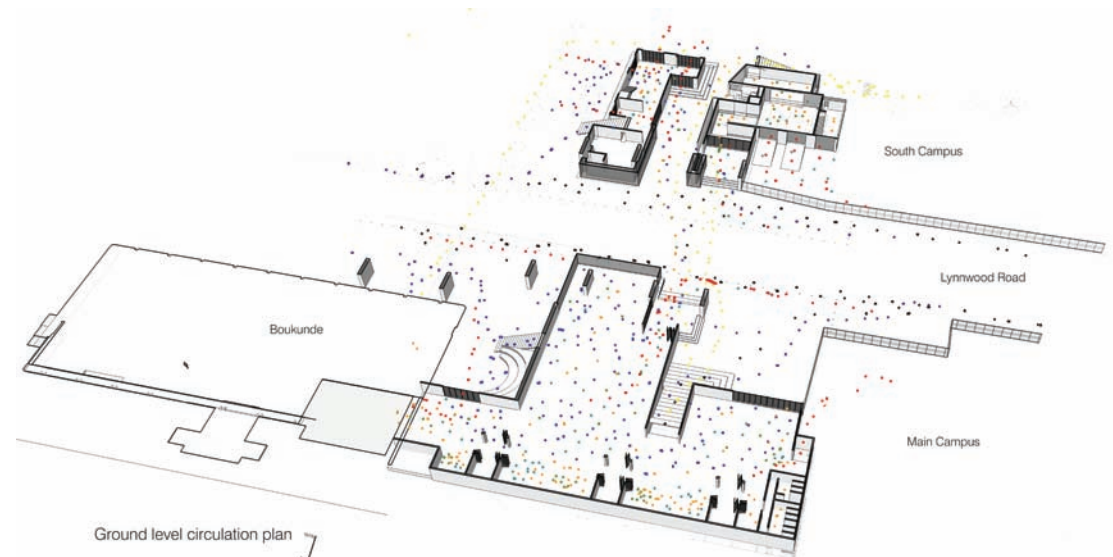 South Campus
Lynnwood Road
Boukunde
Main Campus
Ground level circulation plan